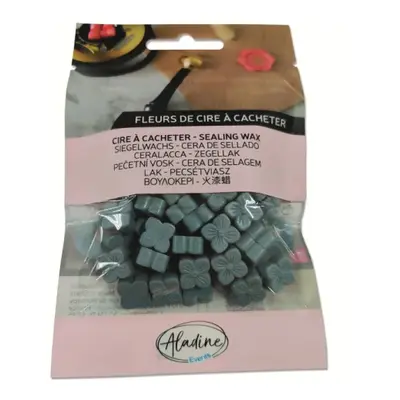 FLEURS DE CIRE À CACHETER
CIRE À CACHETER - SEALING WAX
SIEGELWACHS - CERA DE SELLADO
CERALACCA - ZEGELLAK
PEČETNÍ VOSK - CERA DE SELAGEM
LAK - PECSÉTVIASZ
ΒΟΥΛΟΚΕΡΙ - 火漆蜡
Aladine